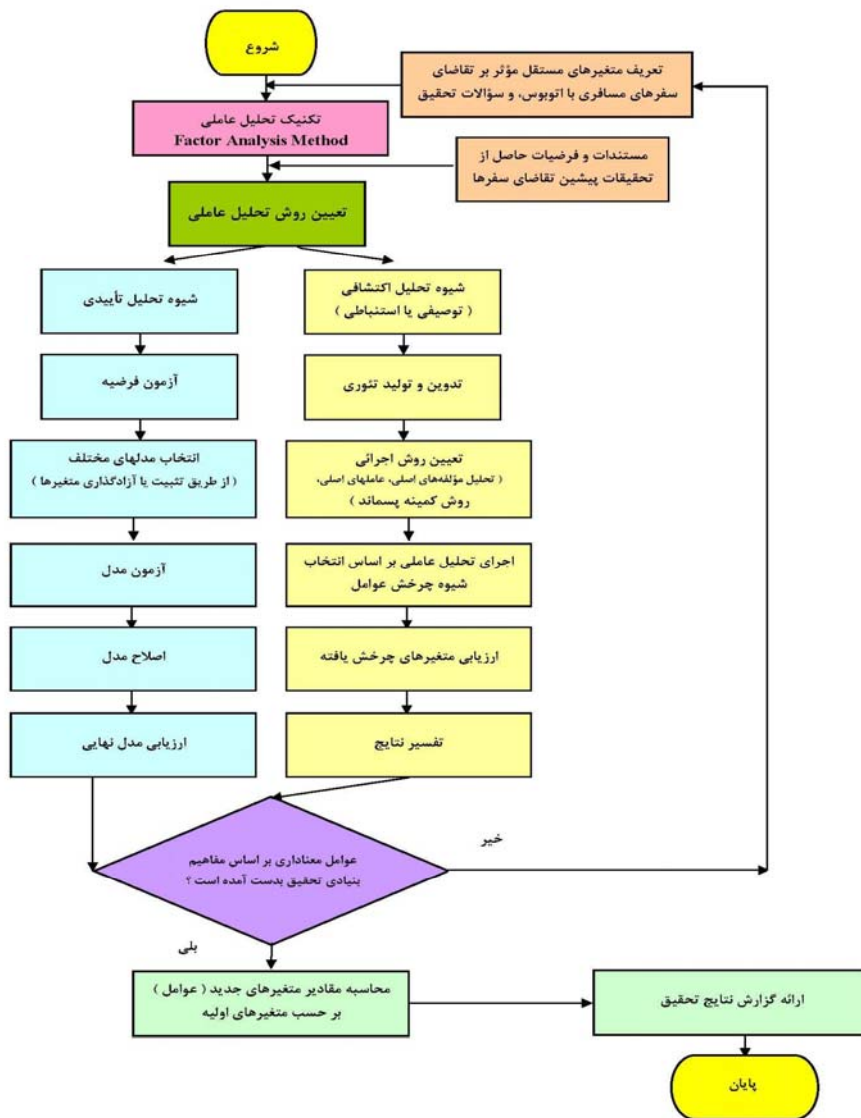 شروع
تعریف متغیرهای مستقل مؤثر بر تقاضای
سفرهای مسافری با اتوبوس، و سؤالات تحقیق
تکنیک تحلیل عاملی
Factor Analysis Method
مستندات و فرضیات حاصل از
تحقیقات پیشین تقاضای سفرها
تعیین روش تحلیل عاملی
شیوه تحلیل اکتشافی
( توصیفی یا استنباطی )
تدوین و تولید تئوری
تعیین روش اجرائی
( تحلیل مؤلفه‌های اصلی، عاملهای اصلی،
روش کمینه پسماند )
اجرای تحلیل عاملی بر اساس انتخاب
شیوه چرخش عوامل
ارزیابی متغیرهای چرخش یافته
تفسیر نتایج
شیوه تحلیل تأییدی
آزمون فرضیه
انتخاب مدلهای مختلف
( از طریق تثبیت یا آزادگذاری متغیرها )
آزمون مدل
اصلاح مدل
ارزیابی مدل نهایی
عوامل معناداری بر اساس مفاهیم
بنیادی تحقیق بدست آمده است ؟
خیر
بلی
محاسبه مقادیر متغیرهای جدید ( عوامل )
بر حسب متغیرهای اولیه
ارائه گزارش نتایج تحقیق
پایان